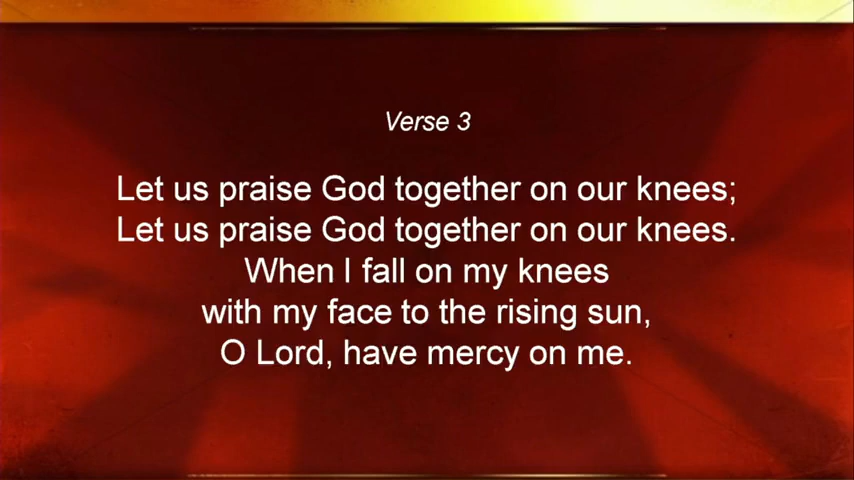 Verse 3
Let us praise God together on our knees;
Let us praise God together on our knees.
When I fall on my knees
with my face to the rising sun,
O Lord, have mercy on me.